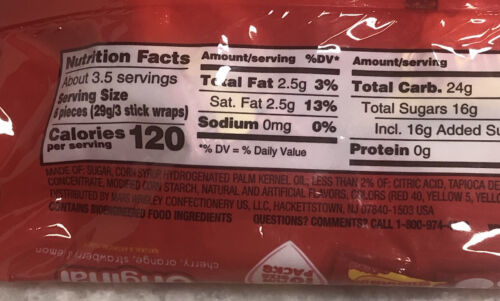 Nutrition Facts
About 3.5 servings
Serving Size
6 pieces (29g/3 stick wraps)
Calories 120
per serving
Amount/serving %DV*
Total Fat 2.5g 3%
Sat. Fat 2.5g 13%
Sodium 0mg 0%
*% DV = % Daily Value
Amount/serving
Total Carb. 24g
Total Sugars 16g
Incl. 16g Added Su
Protein 0g
MADE OF: SUGAR, CORN SYRUP, HYDROGENATED PALM KERNEL OIL; LESS THAN 2% OF: CITRIC ACID, TAPIOCA DE
CONCENTRATE, MODIFIED CORN STARCH, NATURAL AND ARTIFICIAL FLAVORS, COLORS (RED 40, YELLOW 5, YELLO
DISTRIBUTED BY MARS WRIGLEY CONFECTIONERY US, LLC, HACKETTSTOWN, NJ 07840-1503 USA
CONTAINS BIOENGINEERED FOOD INGREDIENTS QUESTIONS? COMMENTS? CALL 1-800-974-
cherry, orange, strawberry, lemon
Original
PACKS